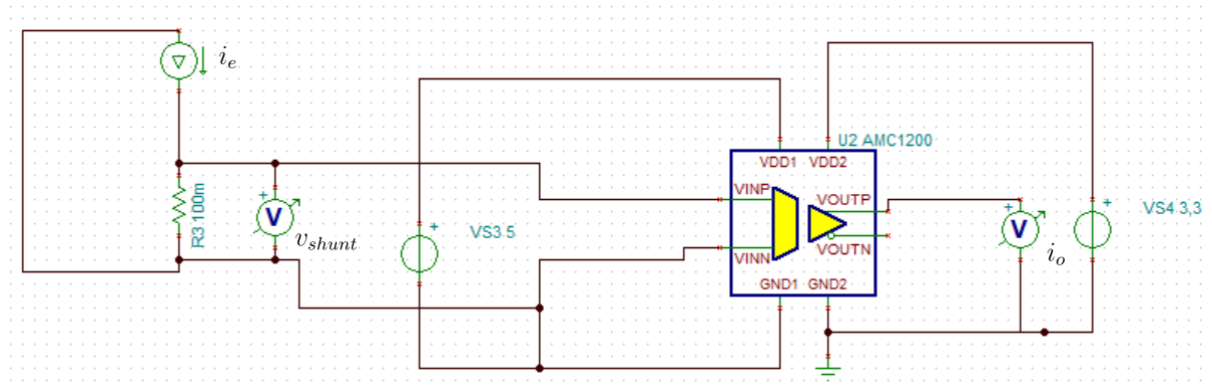 i_e
U2 AMC1200
VDD1 VDD2
VINP
VOUTP
VINN
VOUTN
GND1 GND2
R3 100m
+
V
v_shunt
+
VS3 5
+
V
i_o
+
VS4 3,3